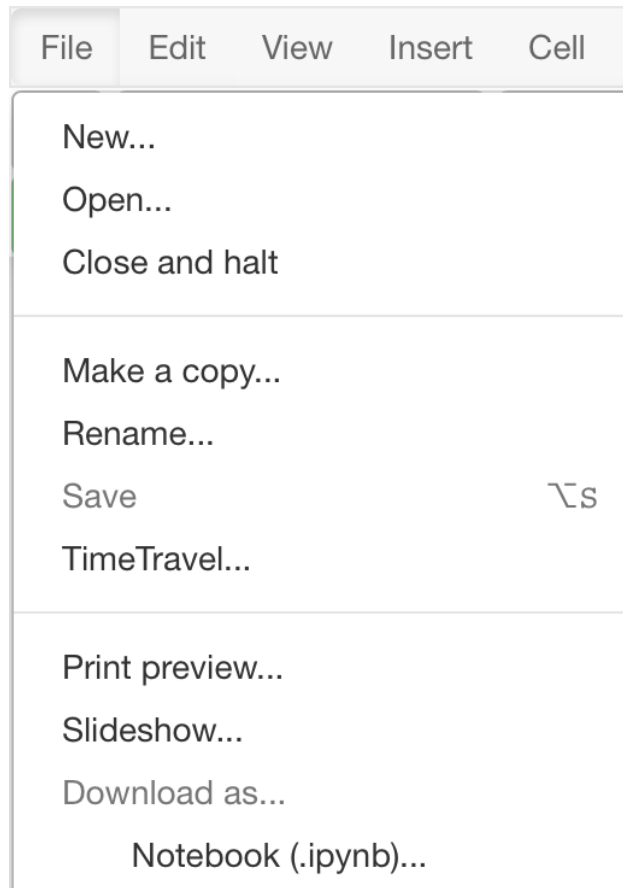 File Edit View Insert Cell
New...
Open...
Close and halt
Make a copy...
Rename...
Save ⌥S
TimeTravel...
Print preview...
Slideshow...
Download as...
Notebook (.ipynb)...